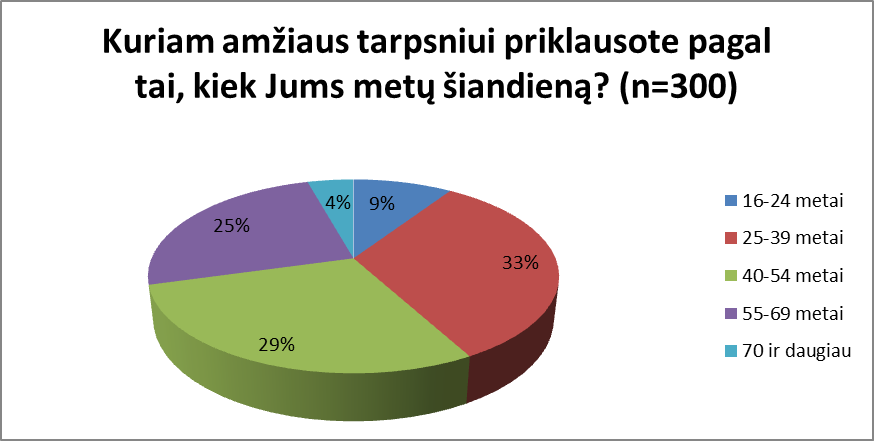 Kuriam amžiaus tarpsniui priklausote pagal
tai, kiek Jums metų šiandieną? (n=300)
4%
9%
25%
33%
29%
16-24 metai
25-39 metai
40-54 metai
55-69 metai
70 ir daugiau